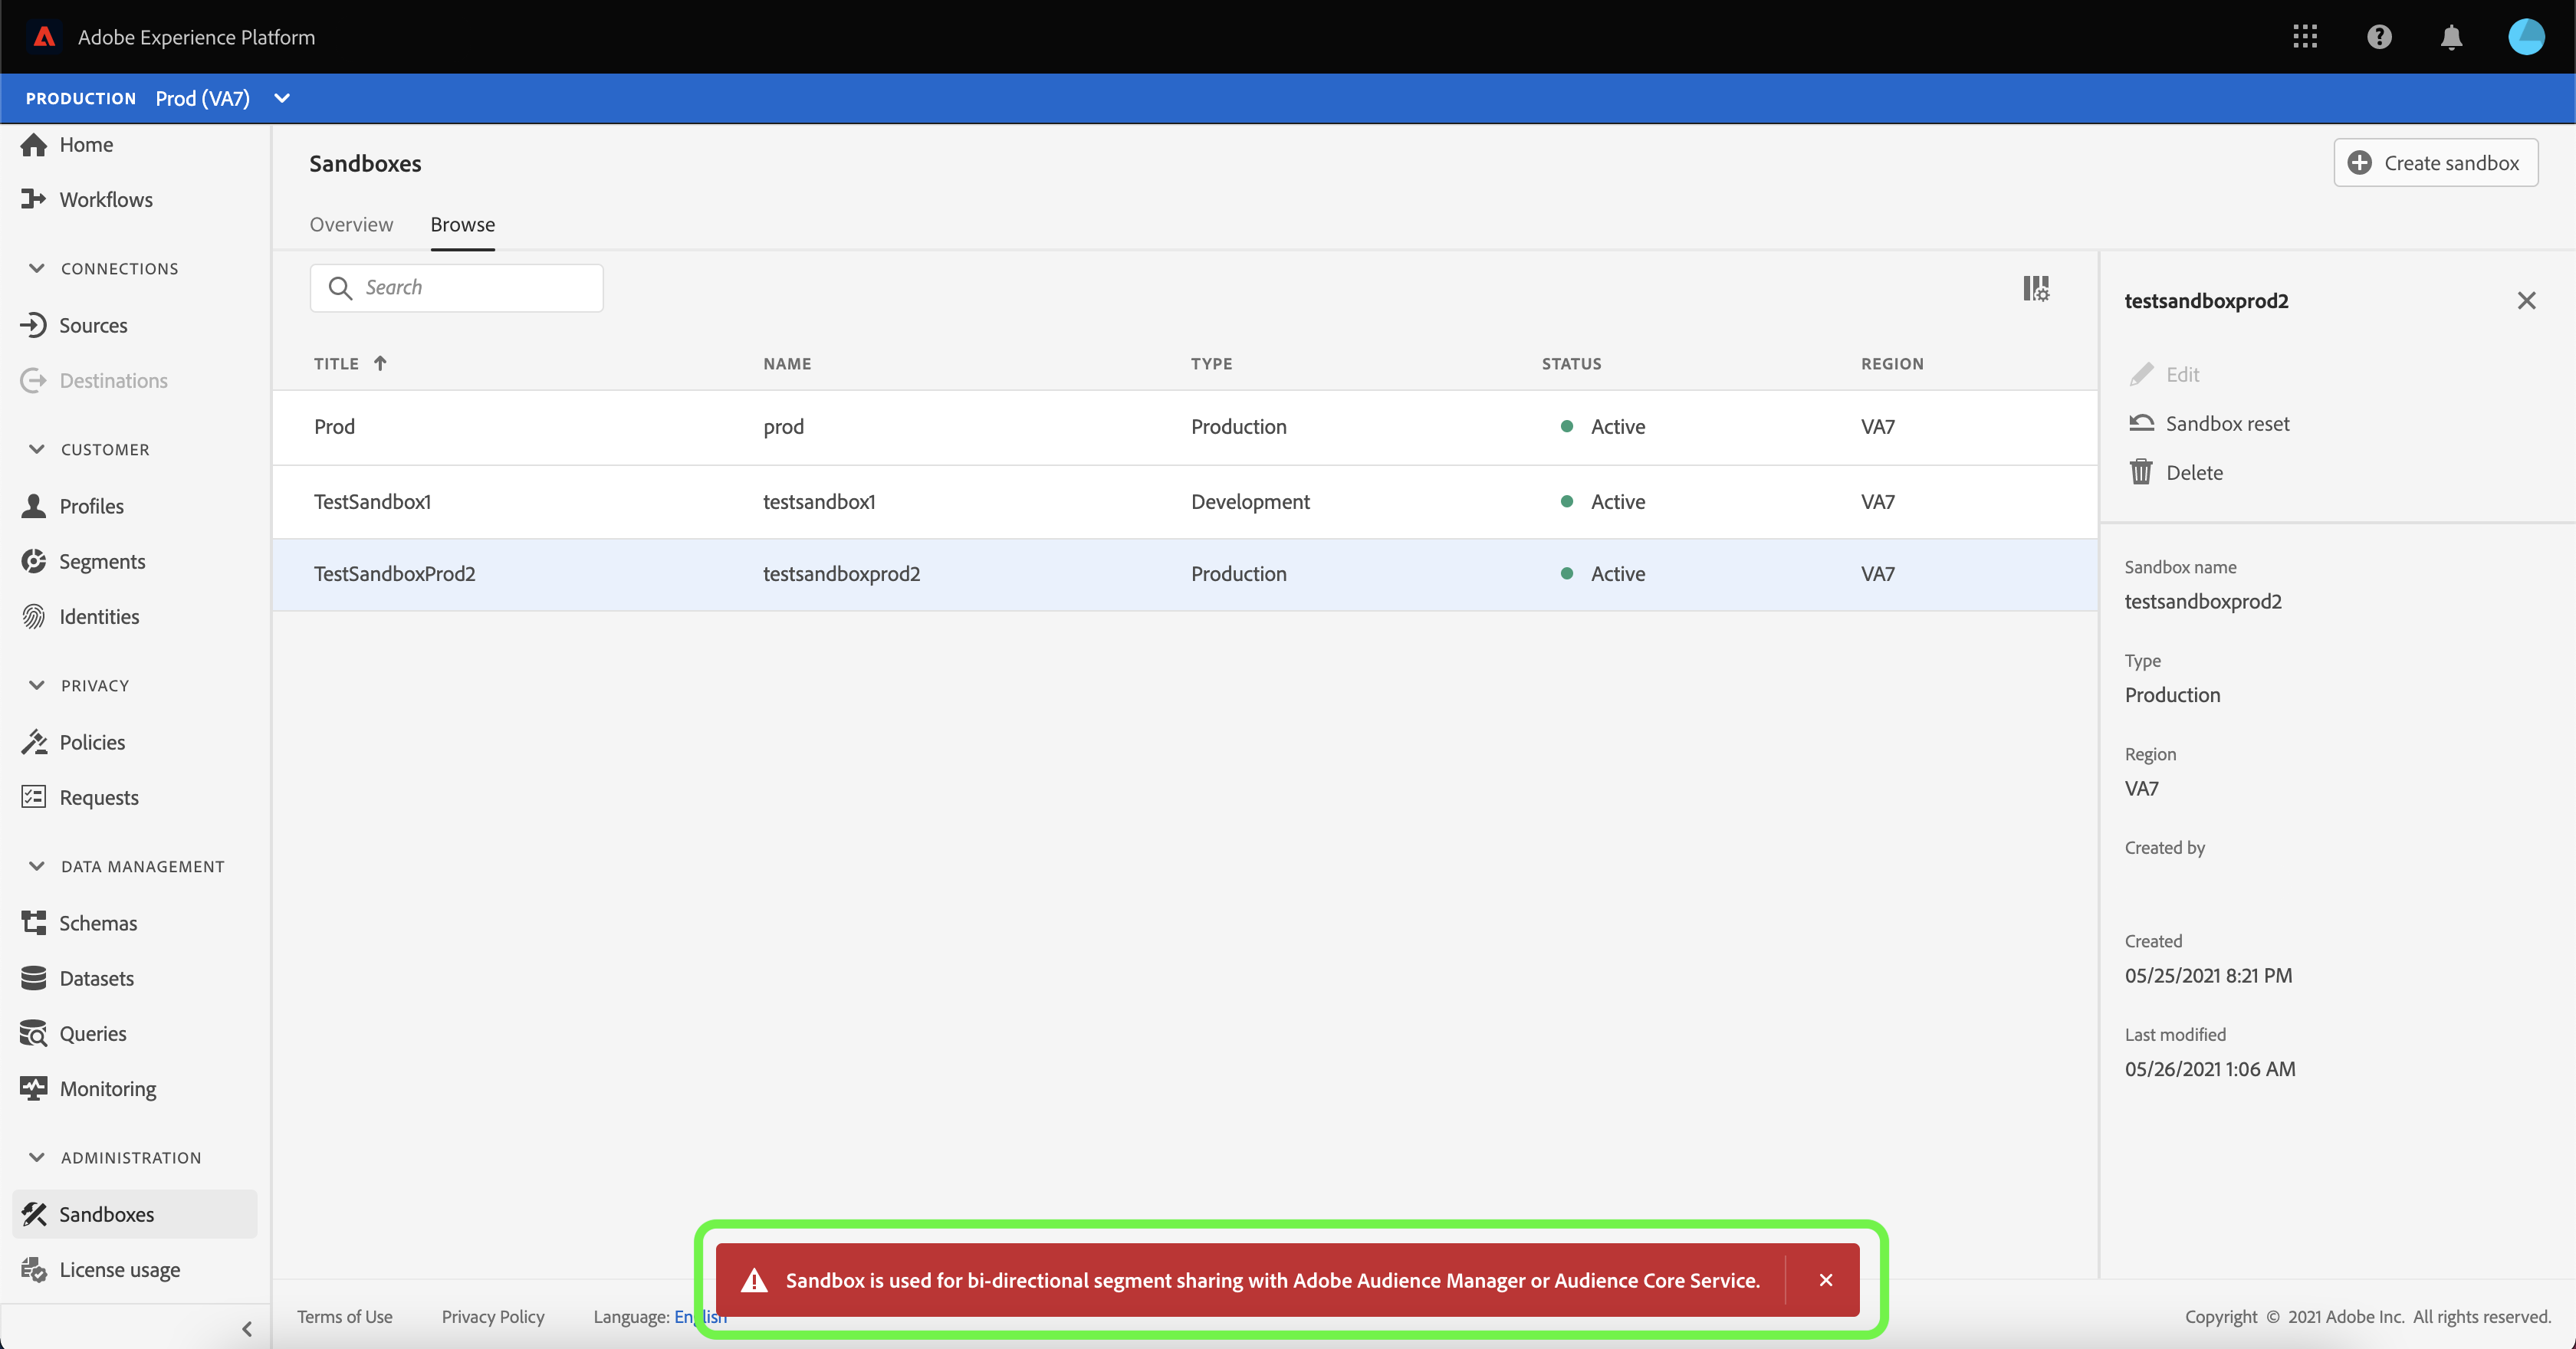 Adobe Experience Platform
PRODUCTION Prod (VA7)
Home
Workflows
CONNECTIONS
Sources
Destinations
CUSTOMER
Profiles
Segments
Identities
PRIVACY
Policies
Requests
DATA MANAGEMENT
Schemas
Datasets
Queries
Monitoring
ADMINISTRATION
Sandboxes
License usage
Sandboxes
Create sandbox
Overview Browse
Search
TITLE NAME TYPE STATUS REGION
Prod prod Production Active VA7
TestSandbox1 testsandbox1 Development Active VA7
TestSandboxProd2 testsandboxprod2 Production Active VA7
testsandboxprod2
Edit
Sandbox reset
Delete
Sandbox name
testsandboxprod2
Type
Production
Region
VA7
Created by
Created
05/25/2021 8:21 PM
Last modified
05/26/2021 1:06 AM
Sandbox is used for bi-directional segment sharing with Adobe Audience Manager or Audience Core Service.
Terms of Use Privacy Policy Language: English Copyright © 2021 Adobe Inc. All rights reserved.